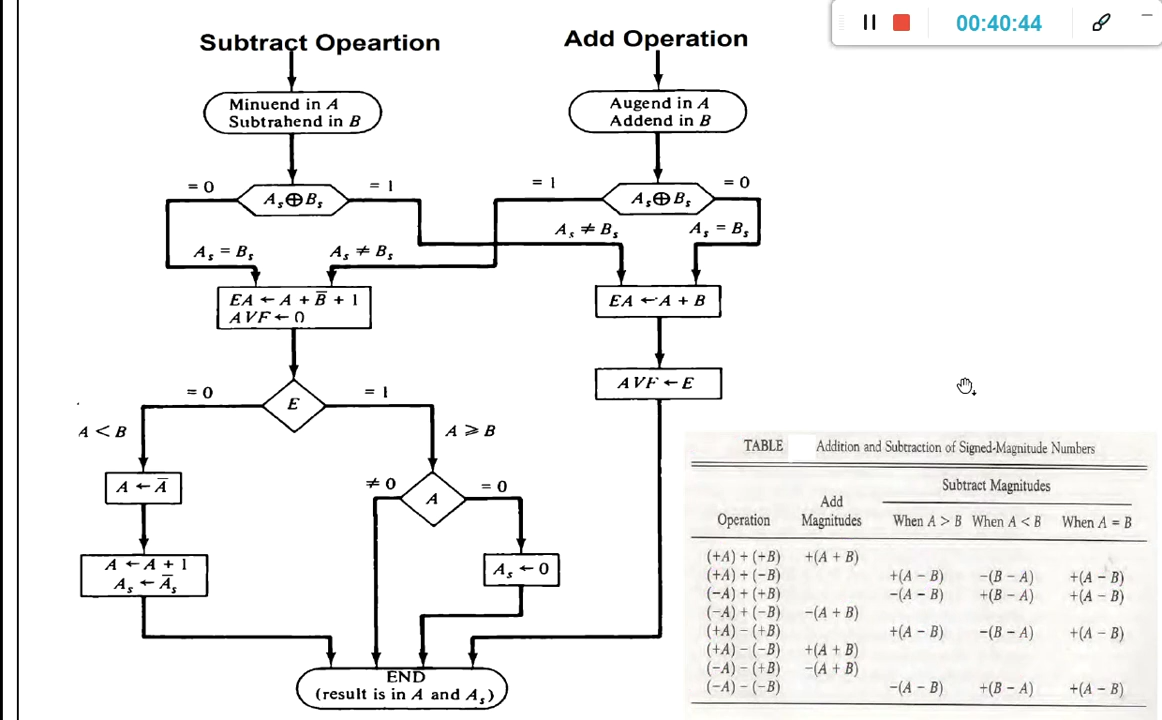 00:40:44
Subtract Opeartion
Add Operation
Minuend in A
Subtrahend in B
Augend in A
Addend in B
= 0
A_s ⊕ B_s
= 1
= 1
A_s ⊕ B_s
= 0
A_s = B_s
A_s ≠ B_s
A_s ≠ B_s
A_s = B_s
EA ← A + B̅ + 1
AVF ← 0
EA ← A + B
AVF ← E
= 0
E
= 1
A < B
A ⩾ B
A ← A̅
≠ 0
A
= 0
A ← A + 1
A_s ← A̅_s
A_s ← 0
END
(result is in A and A_s)
TABLE Addition and Subtraction of Signed-Magnitude Numbers
Subtract Magnitudes
Add
Operation Magnitudes When A > B When A < B When A = B
(+A) + (+B) +(A + B)
(+A) + (−B) +(A − B) −(B − A) +(A − B)
(−A) + (+B) −(A − B) +(B − A) +(A − B)
(−A) + (−B) −(A + B)
(+A) − (+B) +(A − B) −(B − A) +(A − B)
(+A) − (−B) +(A + B)
(−A) − (+B) −(A + B)
(−A) − (−B) −(A − B) +(B − A) +(A − B)